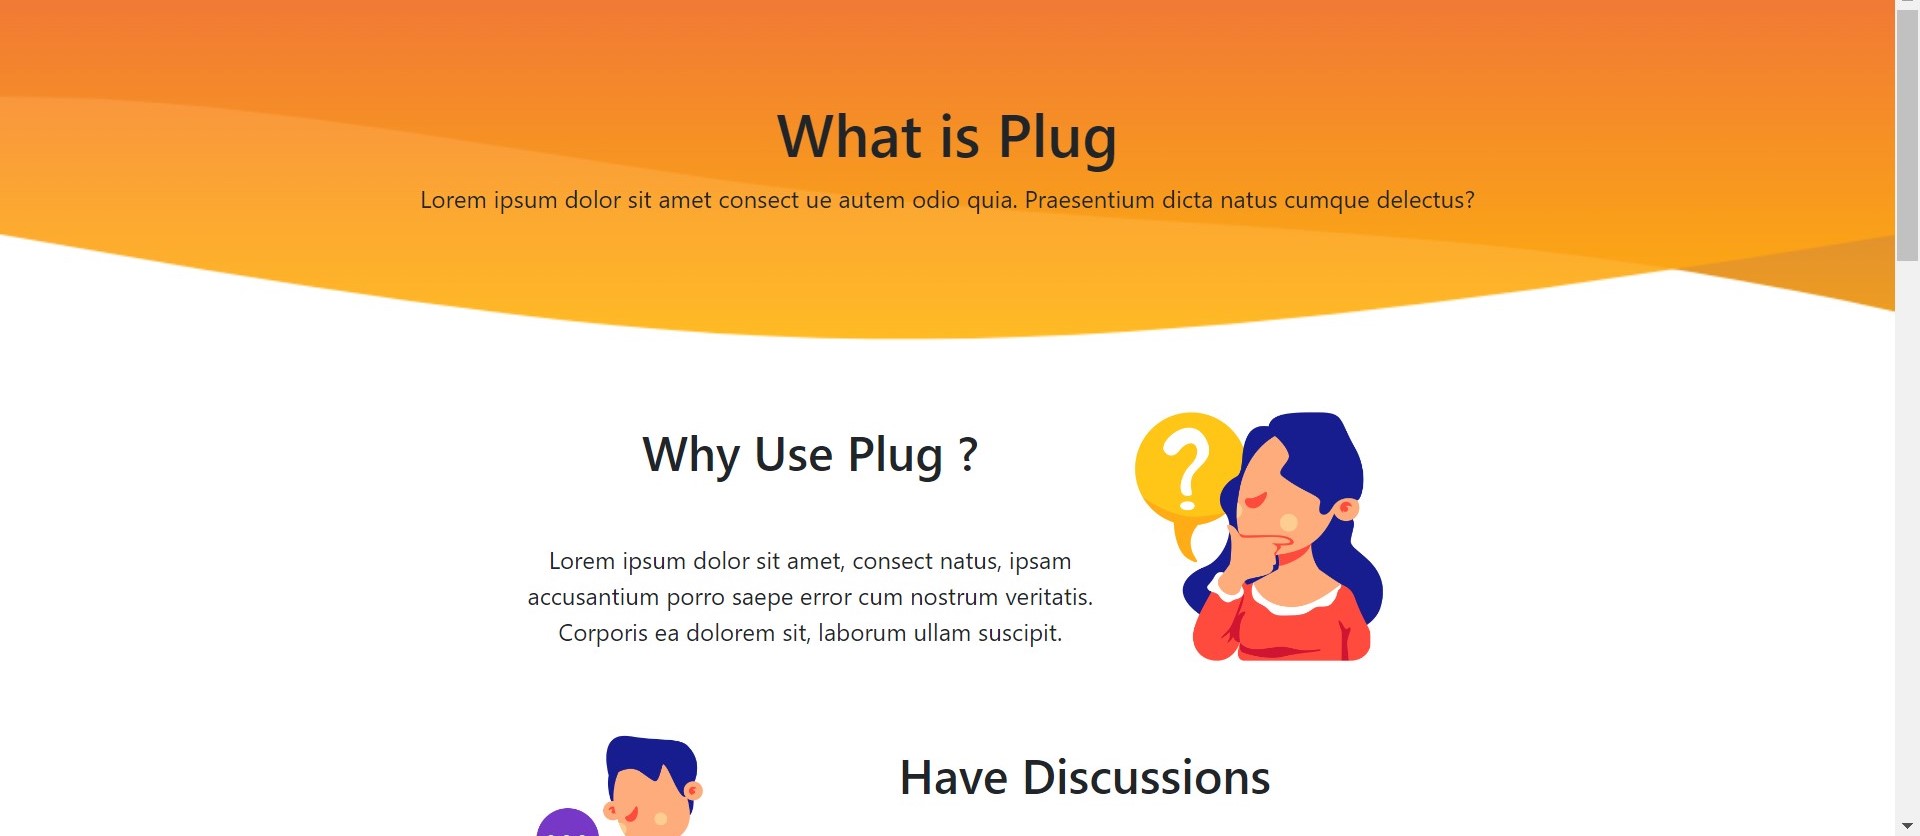 What is Plug
Lorem ipsum dolor sit amet consect ue autem odio quia. Praesentium dicta natus cumque delectus?
Why Use Plug ?
?
Lorem ipsum dolor sit amet, consect natus, ipsam
accusantium porro saepe error cum nostrum veritatis.
Corporis ea dolorem sit, laborum ullam suscipit.
Have Discussions